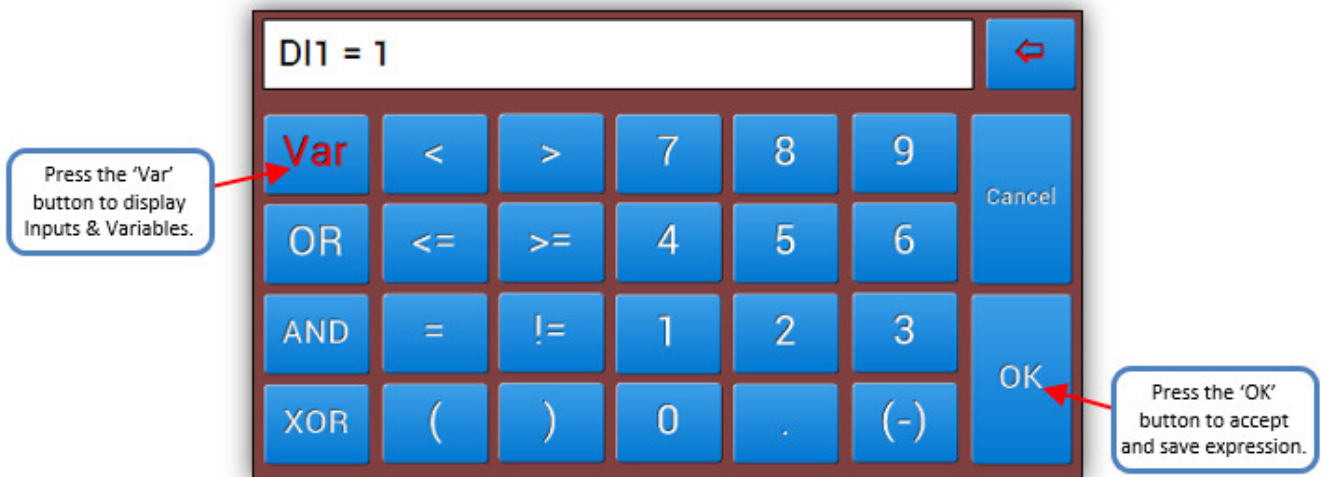 DI1 = 1
Var < > 7 8 9
Cancel
Press the ‘Var’
button to display
Inputs & Variables.
OR <= >= 4 5 6
AND = != 1 2 3
OK
XOR ( ) 0 . (-)
Press the ‘OK’
button to accept
and save expression.